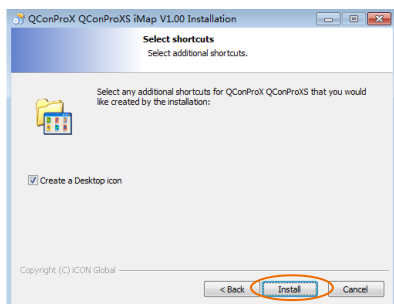 QConProX QConProXS iMap V1.00 Installation
Select shortcuts
Select additional shortcuts.
Select any additional shortcuts for QConProX QConProXS that you would
like created by the installation:
Create a Desktop icon
Copyright (C) iCON Global
< Back
Install
Cancel